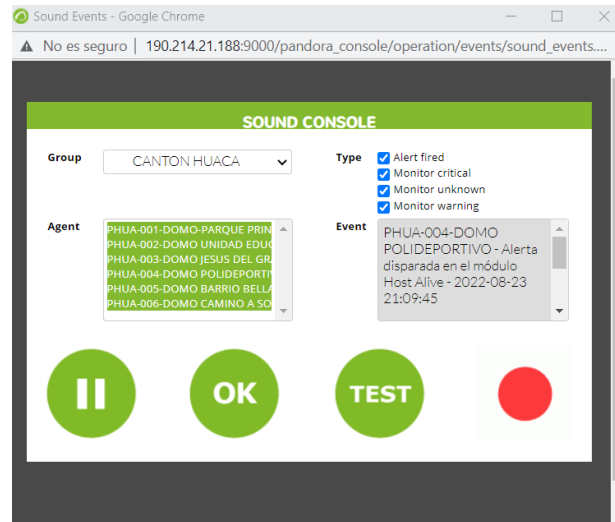 Sound Events - Google Chrome
No es seguro | 190.214.21.188:9000/pandora_console/operation/events/sound_events....
SOUND CONSOLE
Group
CANTON HUACA
Type
Alert fired
Monitor critical
Monitor unknown
Monitor warning
Agent
PHUA-001-DOMO-PARQUE PRIN
PHUA-002-DOMO UNIDAD EDUC
PHUA-003-DOMO JESUS DEL GR
PHUA-004-DOMO POLIDEPORTI
PHUA-005-DOMO BARRIO BELLA
PHUA-006-DOMO CAMINO A SO
Event
PHUA-004-DOMO
POLIDEPORTIVO - Alerta
disparada en el módulo
Host Alive - 2022-08-23
21:09:45
OK
TEST